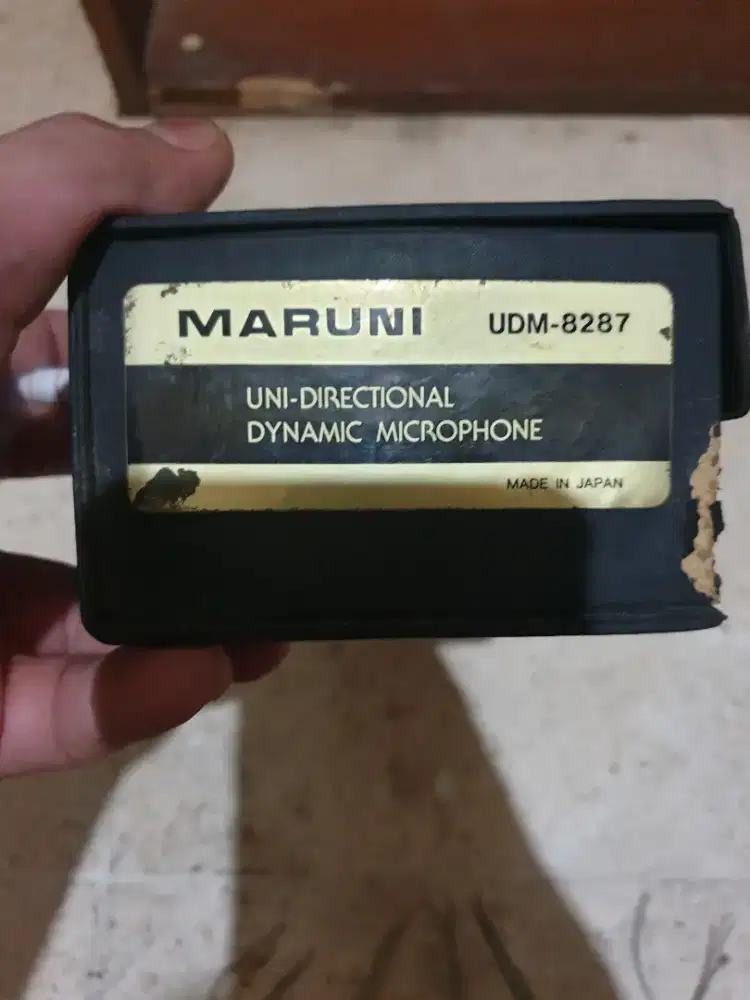 MARUNI UDM-8287
UNI-DIRECTIONAL
DYNAMIC MICROPHONE
MADE IN JAPAN